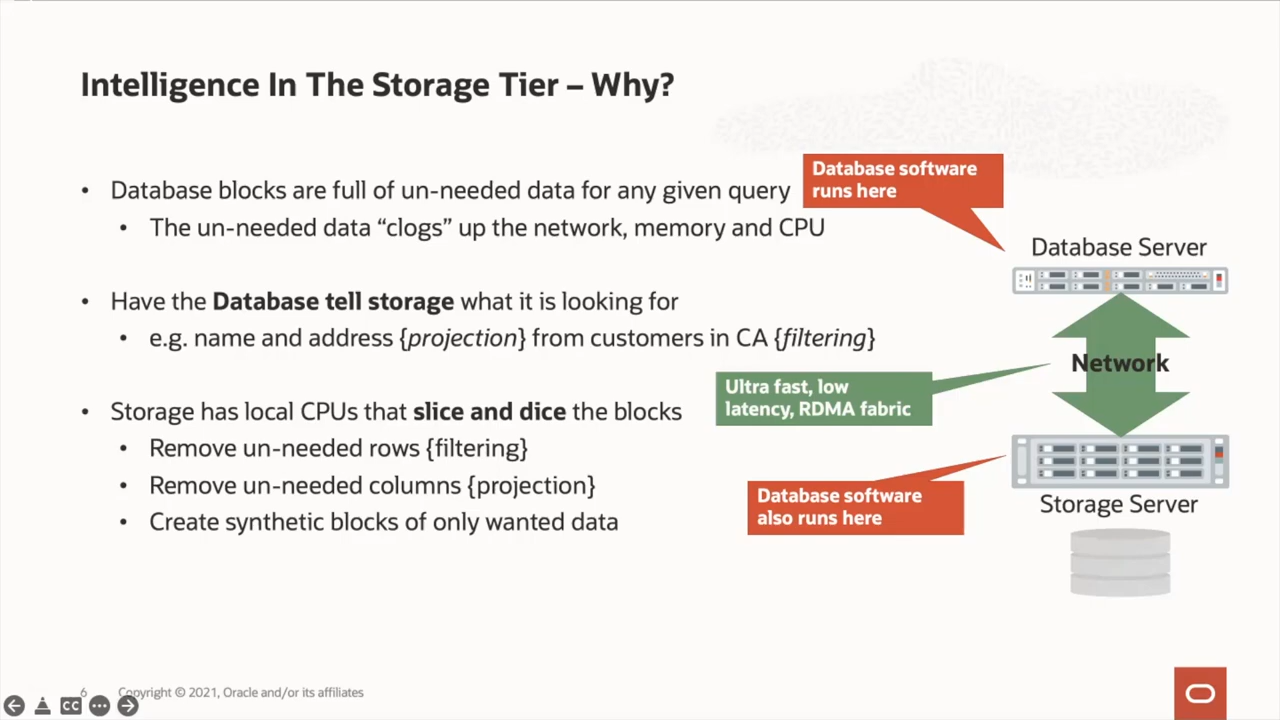 Intelligence In The Storage Tier – Why?
• Database blocks are full of un-needed data for any given query
• The un-needed data “clogs” up the network, memory and CPU
• Have the Database tell storage what it is looking for
• e.g. name and address {projection} from customers in CA {filtering}
• Storage has local CPUs that slice and dice the blocks
• Remove un-needed rows {filtering}
• Remove un-needed columns {projection}
• Create synthetic blocks of only wanted data
Database software
runs here
Database Server
Network
Ultra fast, low
latency, RDMA fabric
Database software
also runs here
Storage Server
6 Copyright © 2021, Oracle and/or its affiliates
CC